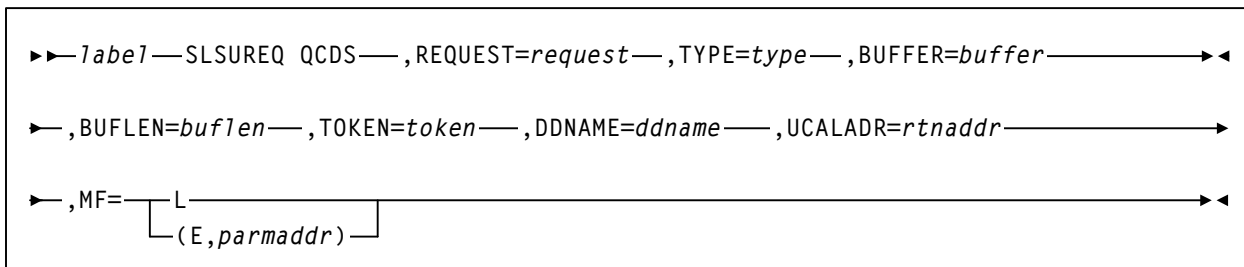 label SLSUREQ QCDS ,REQUEST=request ,TYPE=type ,BUFFER=buffer
,BUFLEN=buflen ,TOKEN=token ,DDNAME=ddname ,UCALADR=rtnaddr
,MF= L
(E,parmaddr)